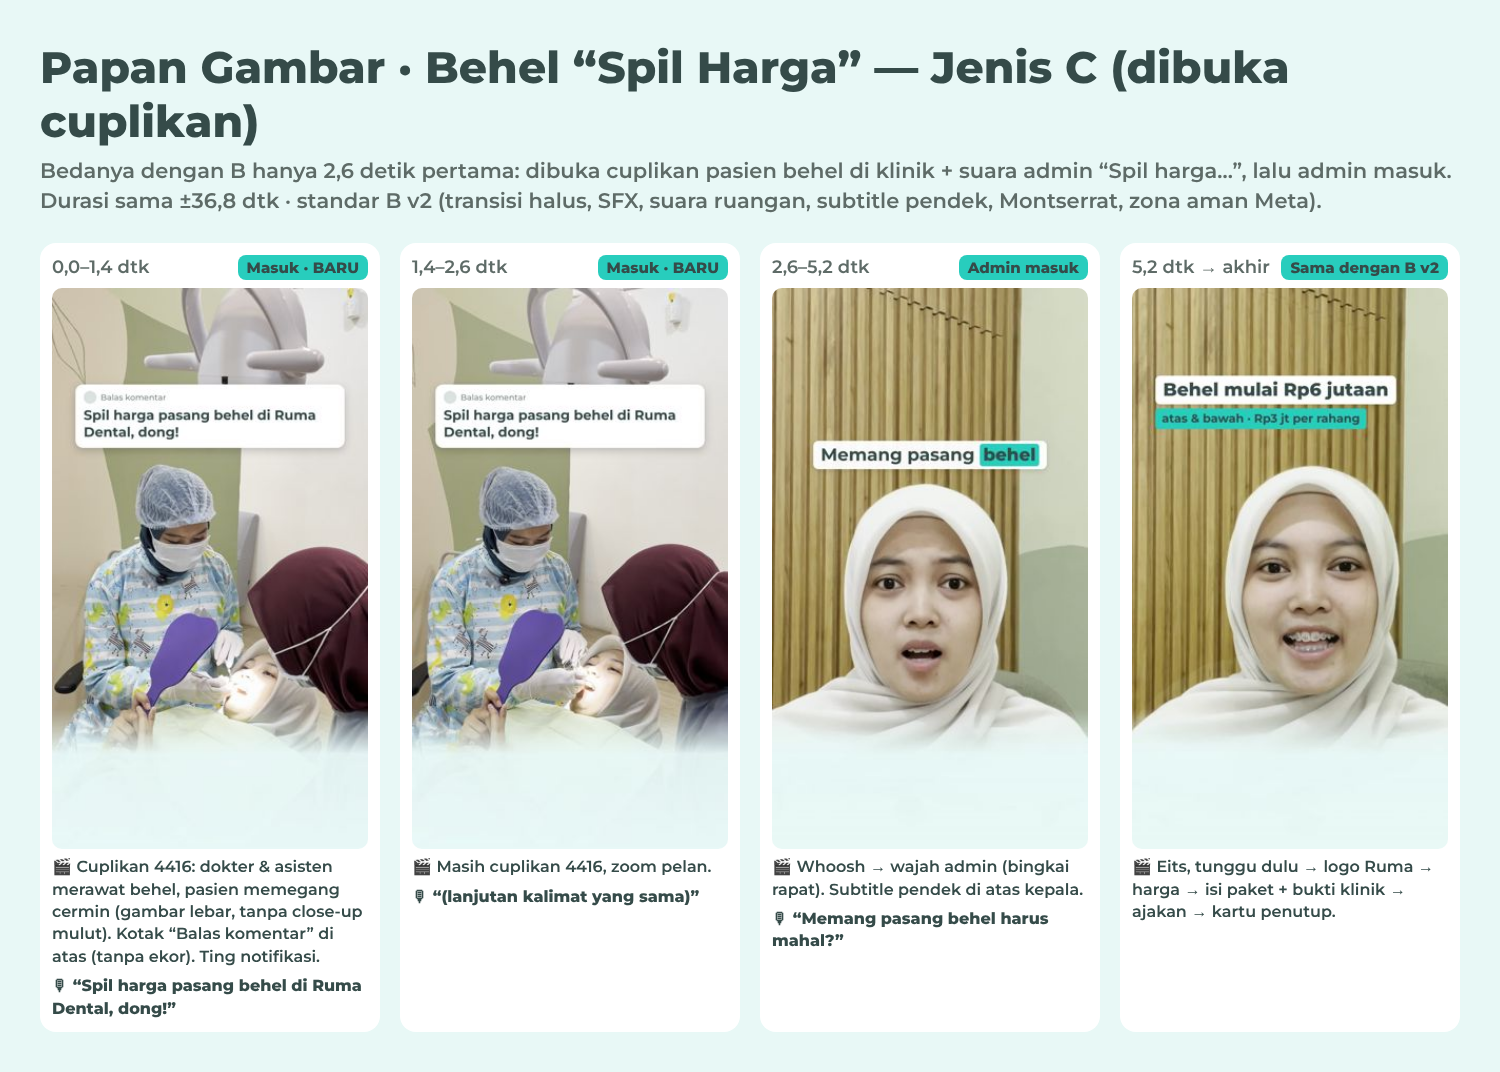 Papan Gambar · Behel “Spil Harga” — Jenis C (dibuka
cuplikan)
Bedanya dengan B hanya 2,6 detik pertama: dibuka cuplikan pasien behel di klinik + suara admin “Spil harga…”, lalu admin masuk.
Durasi sama ±36,8 dtk · standar B v2 (transisi halus, SFX, suara ruangan, subtitle pendek, Montserrat, zona aman Meta).
0,0–1,4 dtk
Masuk · BARU
Balas komentar
Spil harga pasang behel di Ruma
Dental, dong!
🎬 Cuplikan 4416: dokter & asisten
merawat behel, pasien memegang
cermin (gambar lebar, tanpa close-up
mulut). Kotak “Balas komentar” di
atas (tanpa ekor). Ting notifikasi.
🎙 “Spil harga pasang behel di Ruma
Dental, dong!”
1,4–2,6 dtk
Masuk · BARU
Balas komentar
Spil harga pasang behel di Ruma
Dental, dong!
🎬 Masih cuplikan 4416, zoom pelan.
🎙 “(lanjutan kalimat yang sama)”
2,6–5,2 dtk
Admin masuk
Memang pasang behel
🎬 Whoosh → wajah admin (bingkai
rapat). Subtitle pendek di atas kepala.
🎙 “Memang pasang behel harus
mahal?”
5,2 dtk → akhir
Sama dengan B v2
Behel mulai Rp6 jutaan
atas & bawah · Rp3 jt per rahang
🎬 Eits, tunggu dulu → logo Ruma →
harga → isi paket + bukti klinik →
ajakan → kartu penutup.